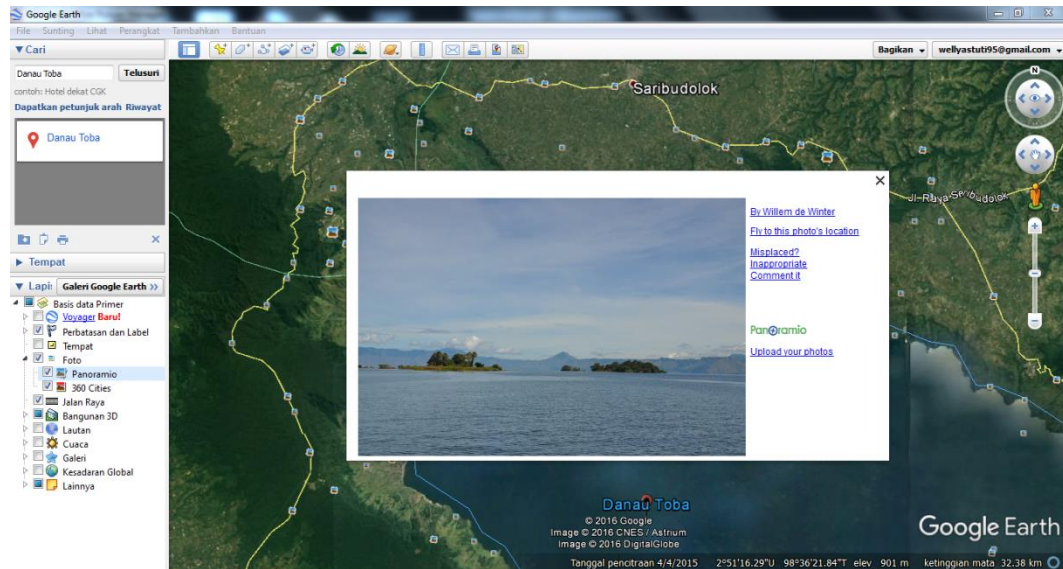 Google Earth
File Sunting Lihat Perangkat Tambahkan Bantuan
▼ Cari
Bagikan wellyastuti95@gmail.com
Danau Toba Telusuri
contoh: Hotel dekat CGK
Dapatkan petunjuk arah Riwayat
Danau Toba
Tempat
Lapi: Galeri Google Earth >>
Basis data Primer
Voyager Baru!
Perbatasan dan Label
Tempat
Foto
Panoramio
360 Cities
Jalan Raya
Bangunan 3D
Lautan
Cuaca
Galeri
Kesadaran Global
Lainnya
Saribudolok
N
Jl. Raya Seribudolok
By Willem de Winter
Fly to this photo's location
Misplaced?
Inappropriate
Comment it
Panoramio
Upload your photos
Danau Toba
© 2016 Google
Image © 2016 CNES / Astrium
Image © 2016 DigitalGlobe
Google Earth
Tanggal pencitraan 4/4/2015 2°51'16.29"U 98°36'21.84"T elev 901 m ketinggian mata 32.38 km